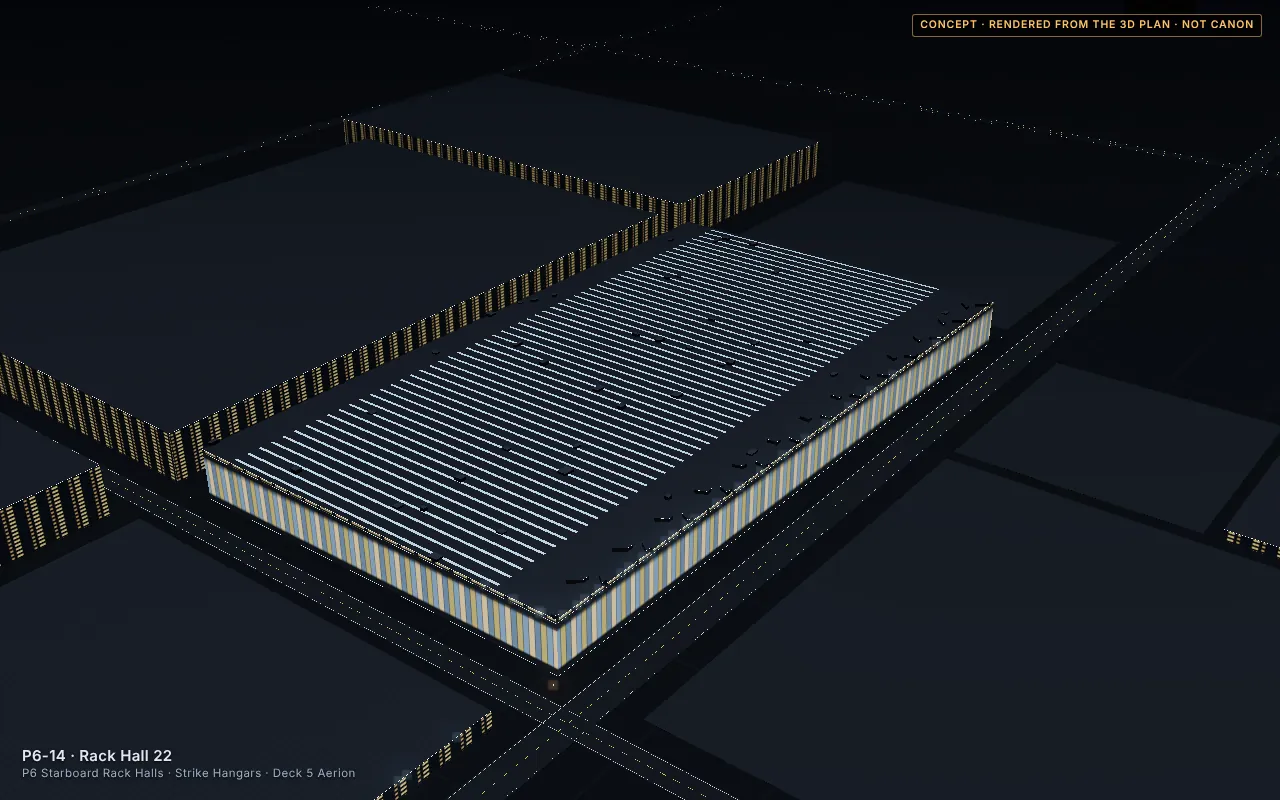 CONCEPT · RENDERED FROM THE 3D PLAN · NOT CANON
P6-14 · Rack Hall 22
P6 Starboard Rack Halls · Strike Hangars · Deck 5 Aerion